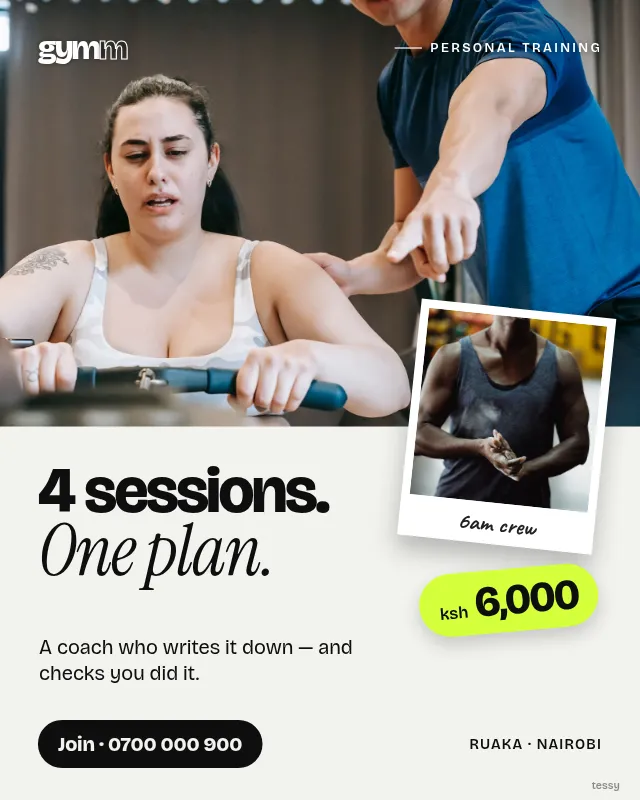 gymm
PERSONAL TRAINING
6am crew
4 sessions.
One plan.
ksh 6,000
A coach who writes it down — and
checks you did it.
Join · 0700 000 900
RUAKA · NAIROBI
tessy